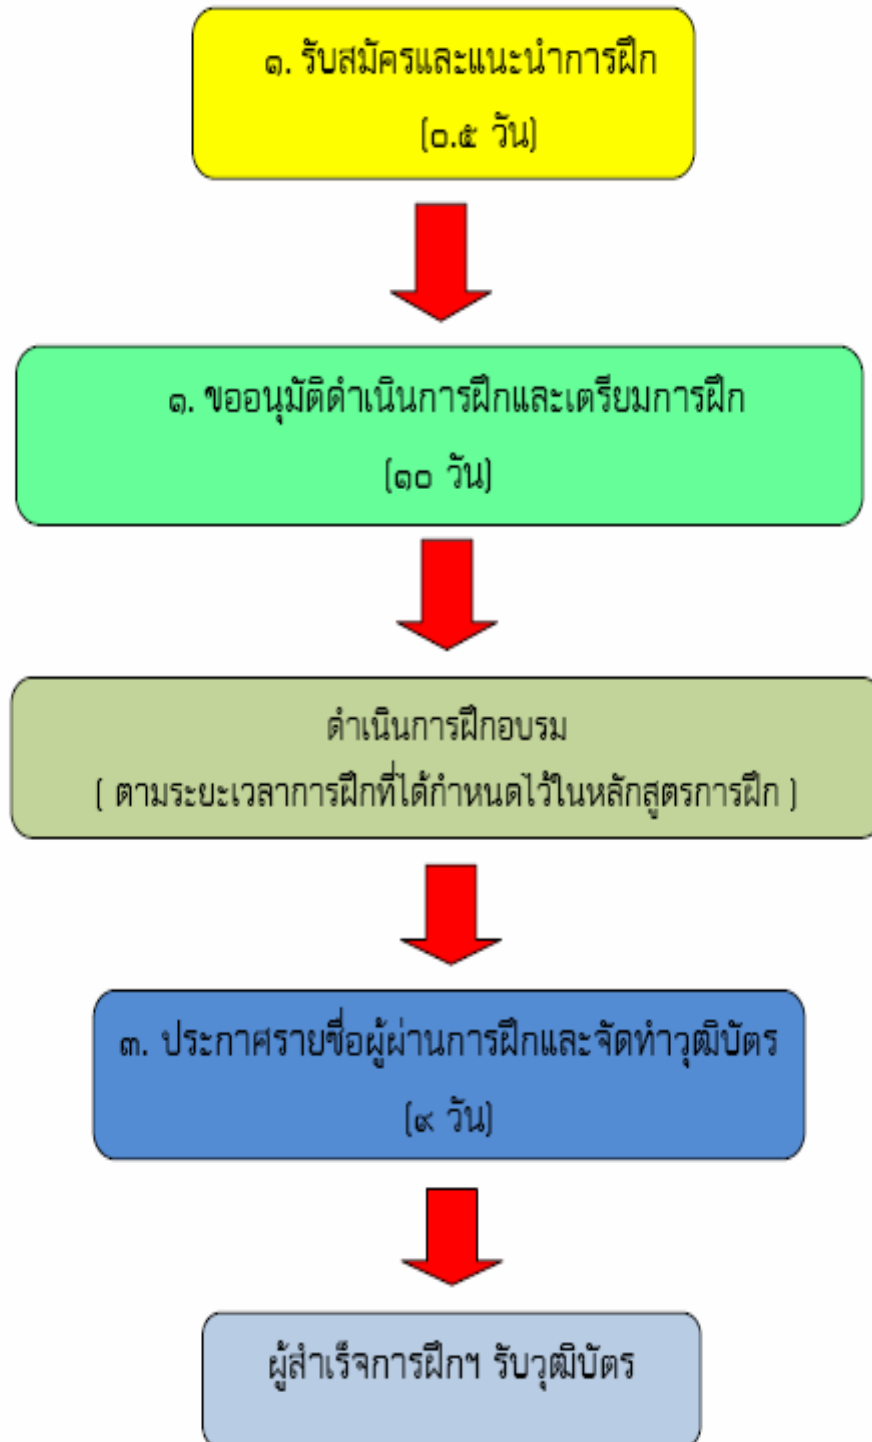 ๑. รับสมัครและแนะนำการฝึก
(๐.๕ วัน)
๑. ขออนุมัติดำเนินการฝึกและเตรียมการฝึก
(๑๐ วัน)
ดำเนินการฝึกอบรม
( ตามระยะเวลาการฝึกที่ได้กำหนดไว้ในหลักสูตรการฝึก )
๓. ประกาศรายชื่อผู้ผ่านการฝึกและจัดทำวุฒิบัตร
(๙ วัน)
ผู้สำเร็จการฝึกฯ รับวุฒิบัตร